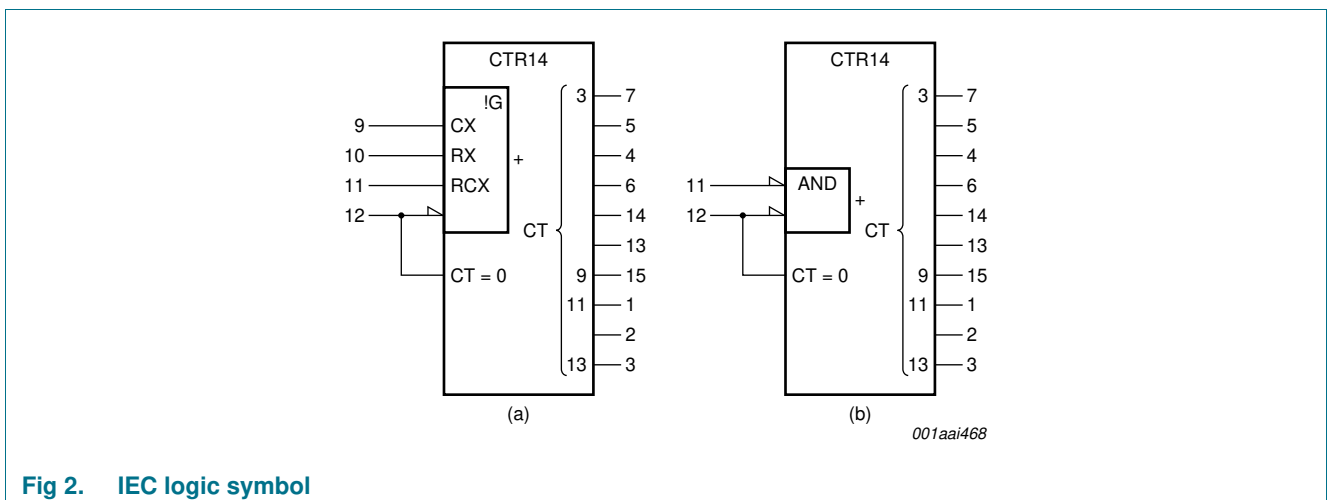 CTR14 CTR14
!G
3 7 3 7
9 CX 5 5
10 RX + 4 4
11 RCX 6 11 AND 6
12 14 12 + 14
CT 13 CT 13
CT = 0 9 15 CT = 0 9 15
11 1 11 1
2 2
13 3 13 3
(a) (b)
001aai468
Fig 2. IEC logic symbol